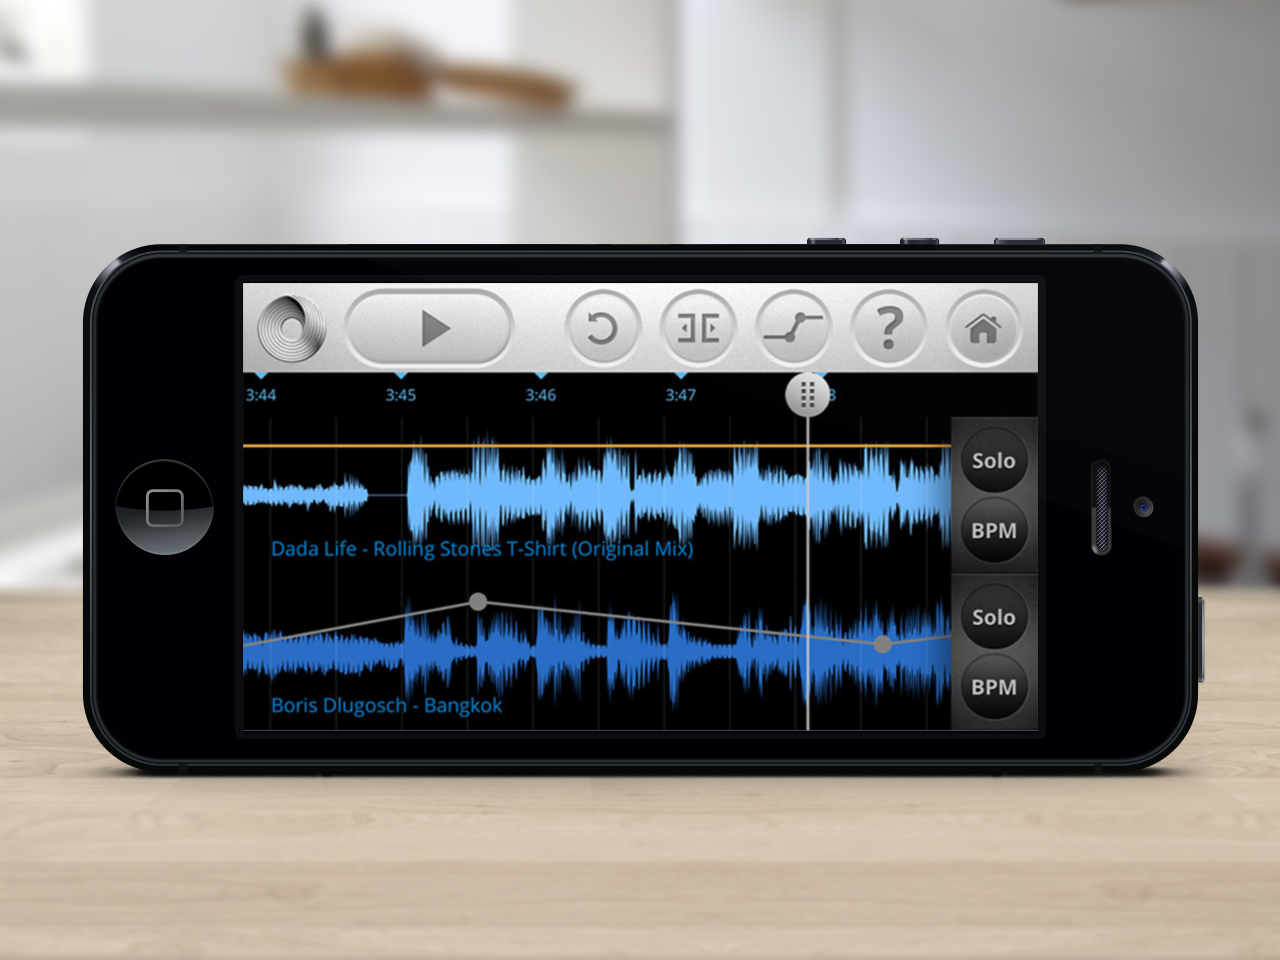 ?
3:44 3:45 3:46 3:47 8
Solo
BPM
Dada Life - Rolling Stones T-Shirt (Original Mix)
Solo
BPM
Boris Dlugosch - Bangkok